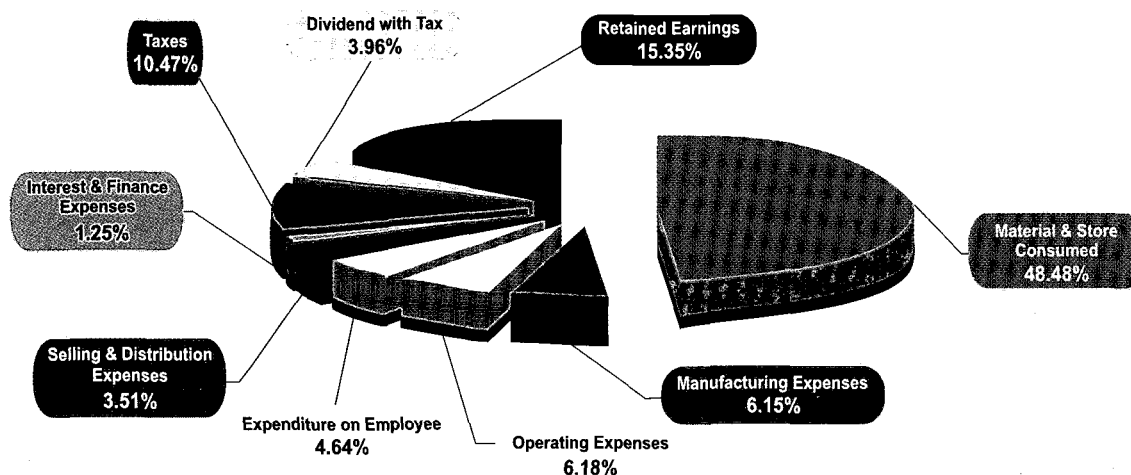 Dividend with Tax
3.96%
Retained Earnings
15.35%
Taxes
10.47%
Interest & Finance
Expenses
1.25%
Material & Store
Consumed
48.48%
Selling & Distribution
Expenses
3.51%
Manufacturing Expenses
6.15%
Expenditure on Employee
4.64%
Operating Expenses
6.18%